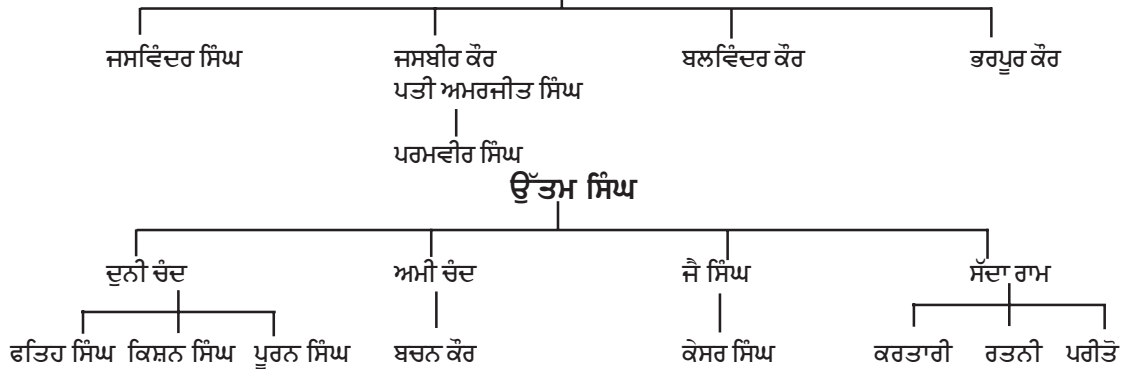 ਜਸਵਿੰਦਰ ਸਿੰਘ ਜਸਬੀਰ ਕੌਰ ਬਲਵਿੰਦਰ ਕੌਰ ਭਰਪੂਰ ਕੌਰ
ਪਤੀ ਅਮਰਜੀਤ ਸਿੰਘ
ਪਰਮਵੀਰ ਸਿੰਘ
ਉੱਤਮ ਸਿੰਘ
ਦੁਨੀ ਚੰਦ ਅਮੀ ਚੰਦ ਜੈ ਸਿੰਘ ਸੱਦਾ ਰਾਮ
ਫਤਿਹ ਸਿੰਘ ਕਿਸ਼ਨ ਸਿੰਘ ਪੂਰਨ ਸਿੰਘ ਬਚਨ ਕੌਰ ਕੇਸਰ ਸਿੰਘ ਕਰਤਾਰੀ ਰਤਨੀ ਪਰੀਤੋ